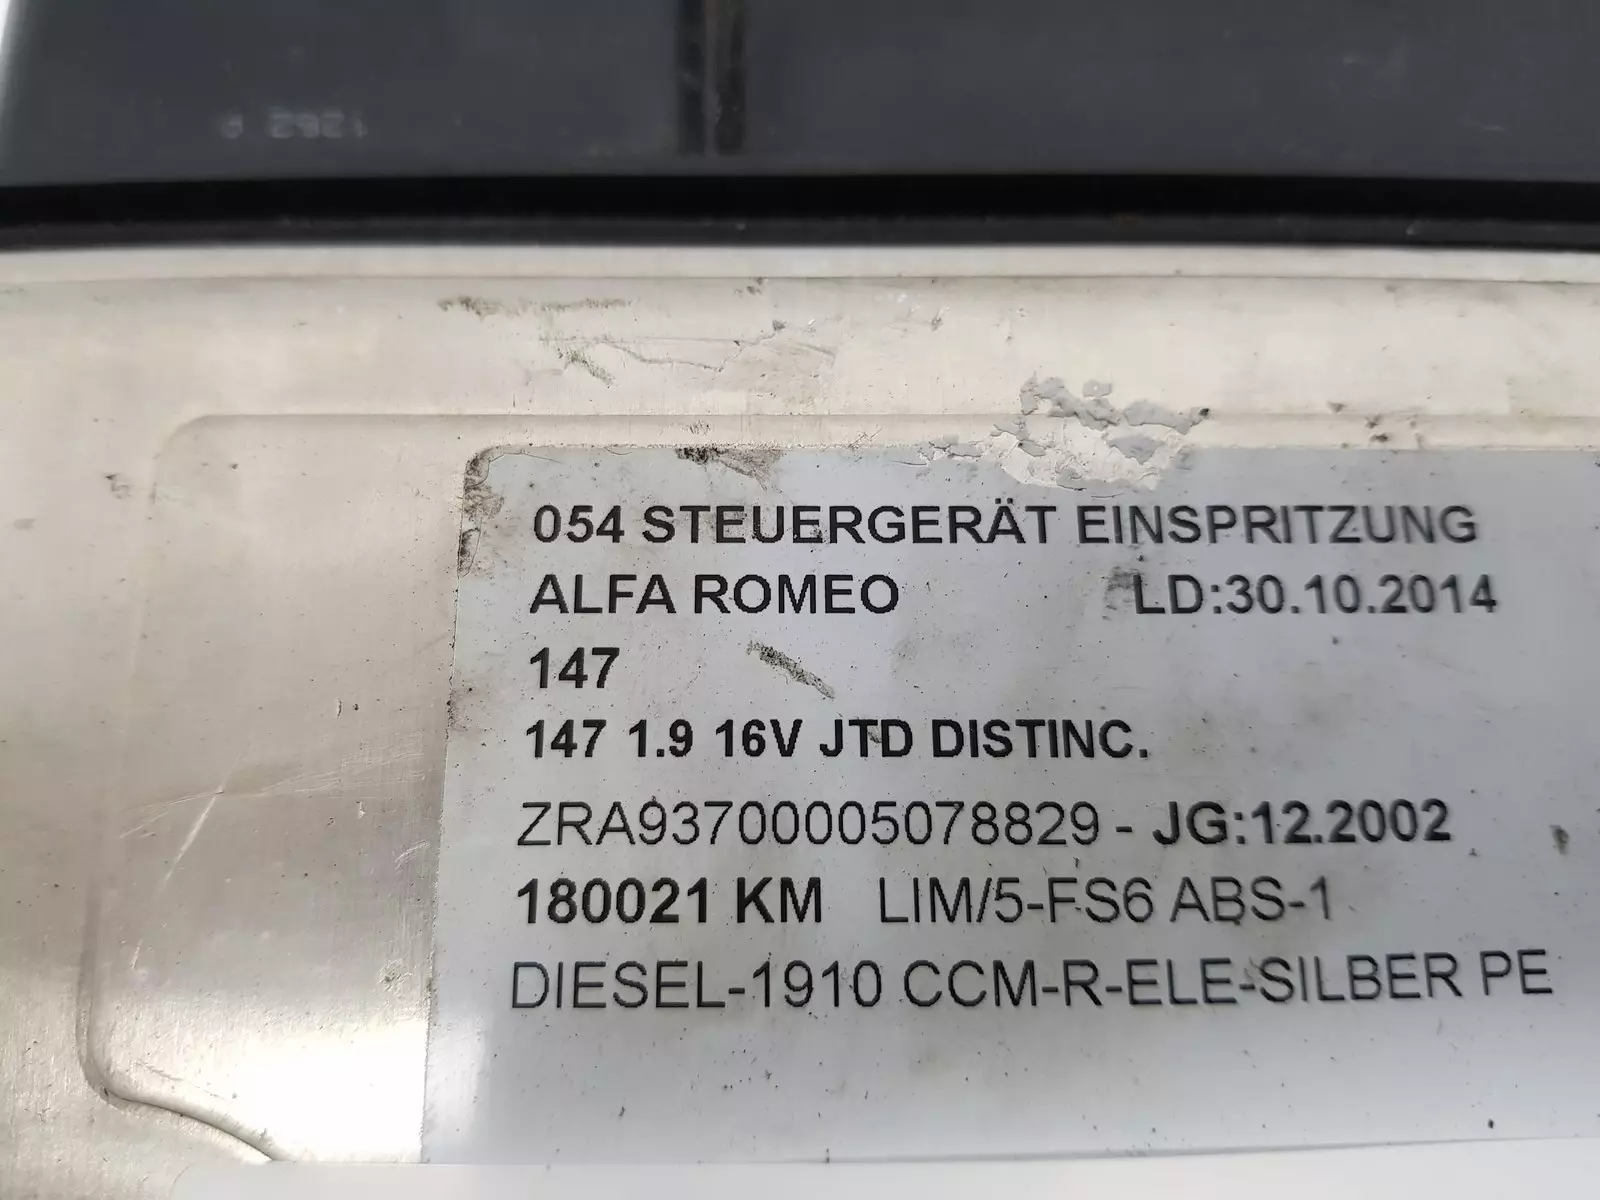 054 STEUERGERÄT EINSPRITZUNG
ALFA ROMEO LD:30.10.2014
147
147 1.9 16V JTD DISTINC.
ZRA93700005078829 - JG:12.2002
180021 KM LIM/5-FS6 ABS-1
DIESEL-1910 CCM-R-ELE-SILBER PE